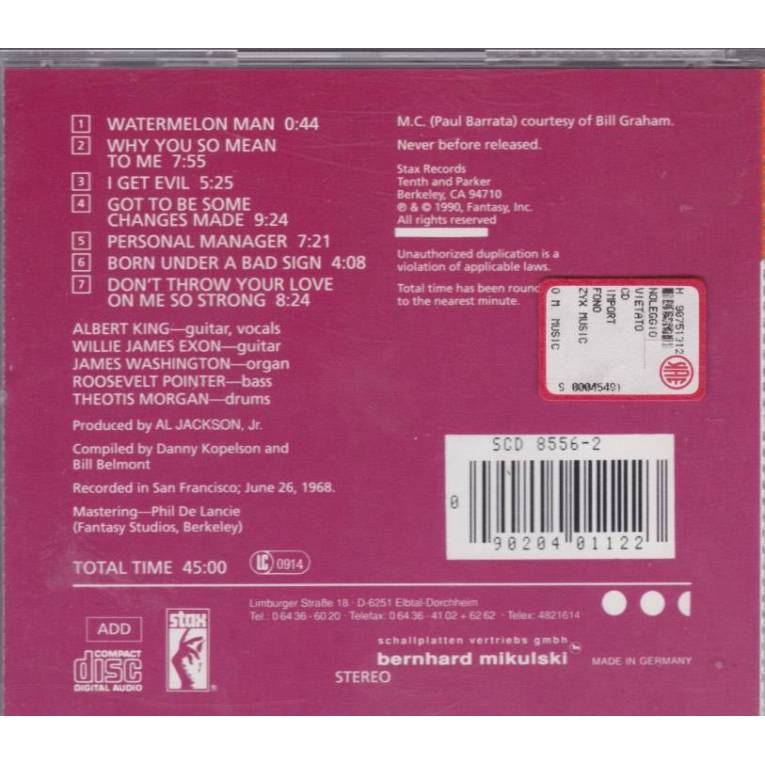 1 WATERMELON MAN 0:44
2 WHY YOU SO MEAN
TO ME 7:55
3 I GET EVIL 5:25
4 GOT TO BE SOME
CHANGES MADE 9:24
5 PERSONAL MANAGER 7:21
6 BORN UNDER A BAD SIGN 4:08
7 DON'T THROW YOUR LOVE
ON ME SO STRONG 8:24
ALBERT KING—guitar, vocals
WILLIE JAMES EXON—guitar
JAMES WASHINGTON—organ
ROOSEVELT POINTER—bass
THEOTIS MORGAN—drums
Produced by AL JACKSON, Jr.
Compiled by Danny Kopelson and
Bill Belmont
Recorded in San Francisco; June 26, 1968.
Mastering—Phil De Lancie
(Fantasy Studios, Berkeley)
TOTAL TIME 45:00
LC 0914
M.C. (Paul Barrata) courtesy of Bill Graham.
Never before released.
Stax Records
Tenth and Parker
Berkeley, CA 94710
℗ & © 1990, Fantasy, Inc.
All rights reserved
Unauthorized duplication is a
violation of applicable laws.
Total time has been roun
to the nearest minute.
NOLEGGIO
VIETATO
CD
IMPORT
FONO
ZYX MUSIC
MUSIC
SIAE
SCD 8556-2
0 90204 01122
ADD
COMPACT
disc
DIGITAL AUDIO
stax
Limburger Straße 18 · D-6251 Elbtal-Dorchheim
Tel.: 0 64 36 - 60 20 · Telefax: 0 64 36 - 41 02 + 62 62 · Telex: 4821614
schallplatten vertriebs gmbh
bernhard mikulski
MADE IN GERMANY
STEREO